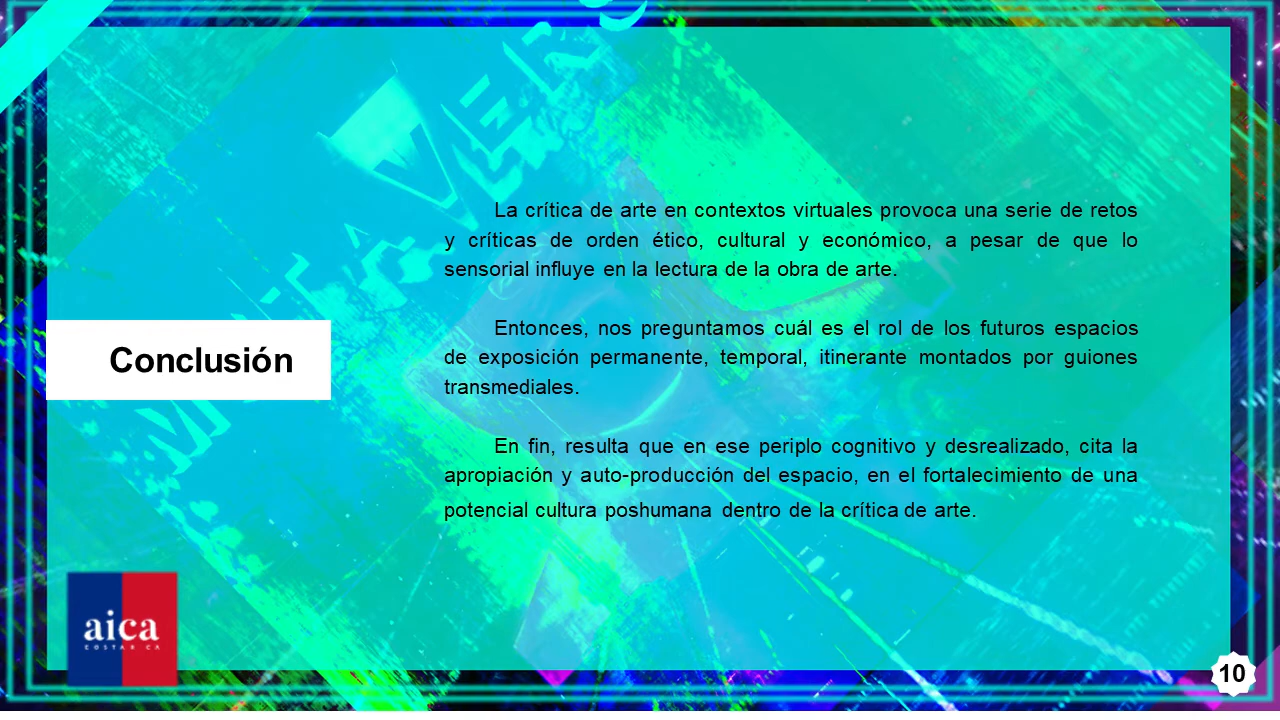 La crítica de arte en contextos virtuales provoca una serie de retos
y críticas de orden ético, cultural y económico, a pesar de que lo
sensorial influye en la lectura de la obra de arte.
Entonces, nos preguntamos cuál es el rol de los futuros espacios
de exposición permanente, temporal, itinerante montados por guiones
transmediales.
Conclusión
En fin, resulta que en ese periplo cognitivo y desrealizado, cita la
apropiación y auto-producción del espacio, en el fortalecimiento de una
potencial cultura poshumana dentro de la crítica de arte.
aica
10